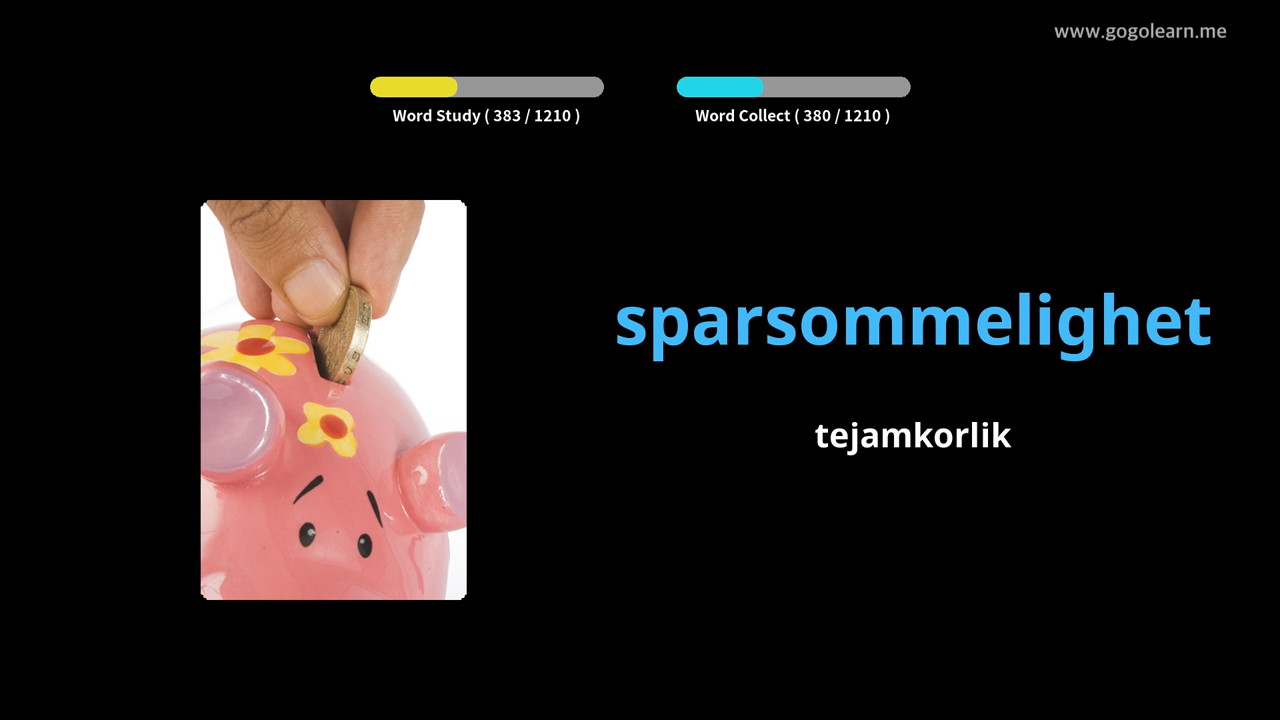 www.gogolearn.me
Word Study ( 383 / 1210 )
Word Collect ( 380 / 1210 )
sparsommelighet
tejamkorlik